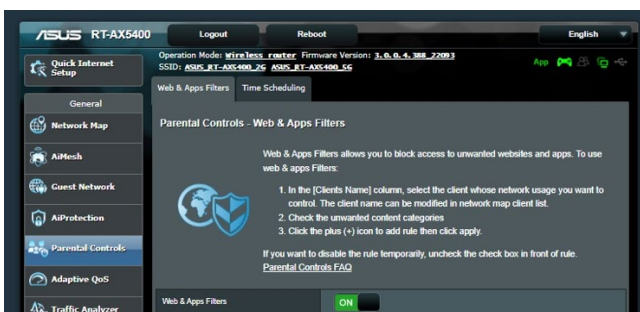 ASUS RT-AX5400 Logout Reboot English
Operation Mode: Wireless router Firmware Version: 3.0.0.4.388_22093
SSID: ASUS_RT-AX5400_2G ASUS_RT-AX5400_5G App
Quick Internet
Setup
Web & Apps Filters Time Scheduling
General
Network Map
AiMesh
Guest Network
AiProtection
Parental Controls
Adaptive QoS
Traffic Analyzer
Parental Controls - Web & Apps Filters
Web & Apps Filters allows you to block access to unwanted websites and apps. To use
web & apps Filters:
1. In the [Clients Name] column, select the client whose network usage you want to
control. The client name can be modified in network map client list.
2. Check the unwanted content categories
3. Click the plus (+) icon to add rule then click apply.
If you want to disable the rule temporarily, uncheck the check box in front of rule.
Parental Controls FAQ
Web & Apps Filters ON